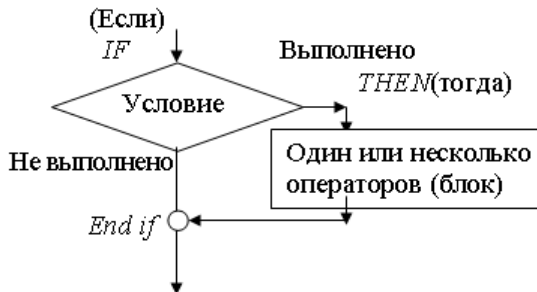 (Если)
IF
Выполнено
THEN(тогда)
Условие
Не выполнено
Один или несколько
операторов (блок)
End if